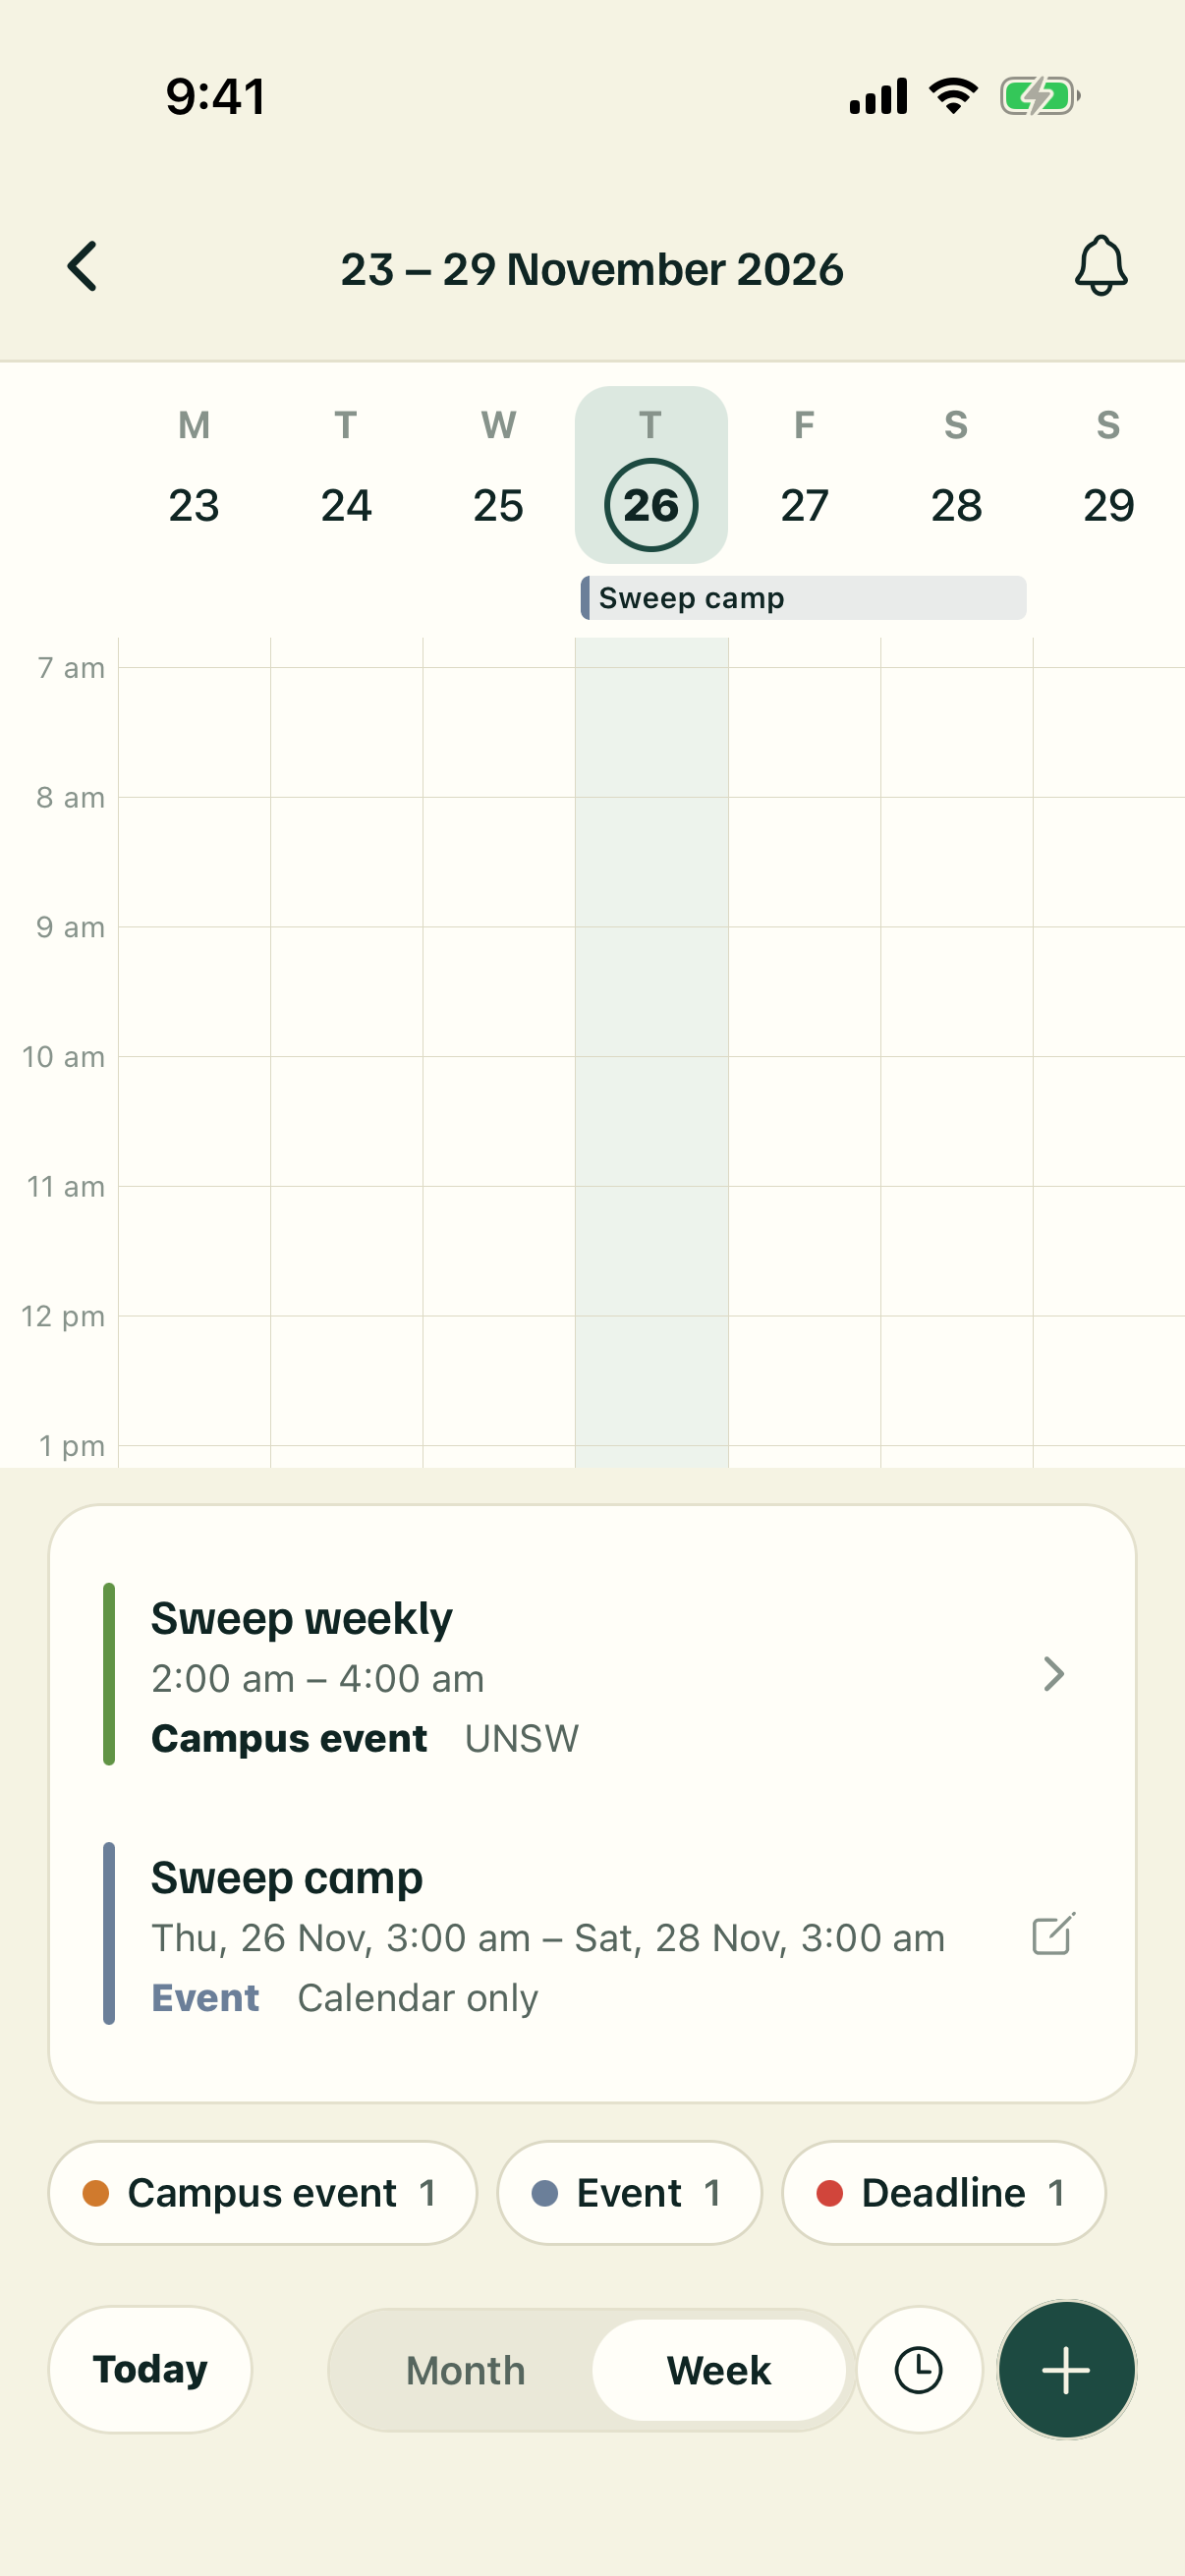 9:41
23 – 29 November 2026
M T W T F S S
23 24 25 26 27 28 29
Sweep camp
7 am
8 am
9 am
10 am
11 am
12 pm
1 pm
Sweep weekly
2:00 am – 4:00 am
Campus event UNSW
Sweep camp
Thu, 26 Nov, 3:00 am – Sat, 28 Nov, 3:00 am
Event Calendar only
Campus event 1 Event 1 Deadline 1
Today Month Week